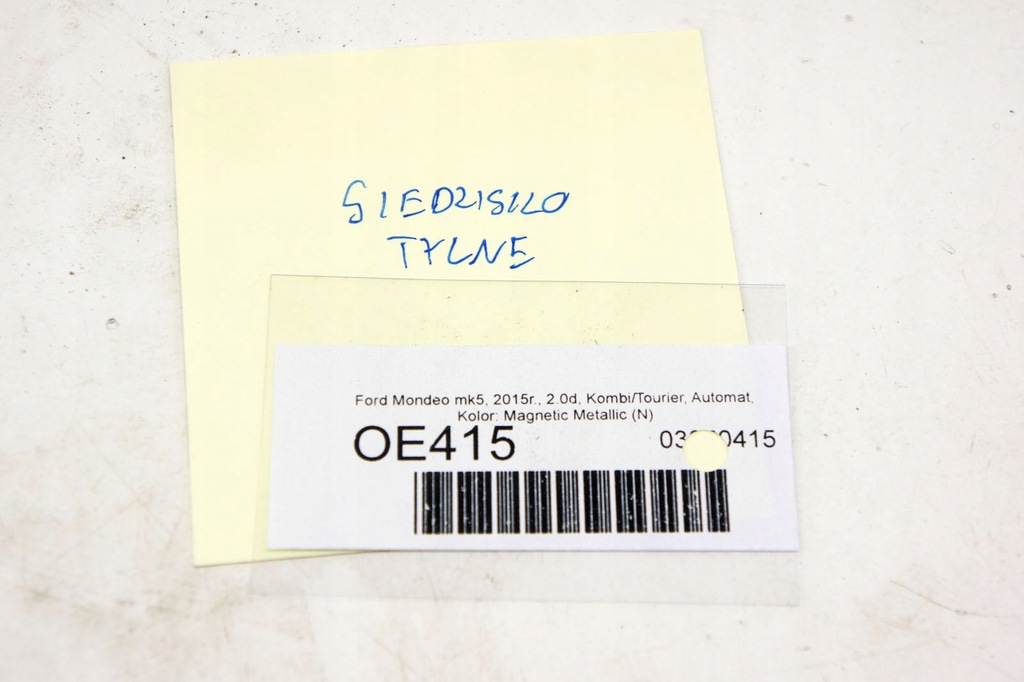 SIEDZISKO
TYLNE
Ford Mondeo mk5, 2015r., 2.0d, Kombi/Tourier, Automat,
Kolor: Magnetic Metallic (N)
OE415